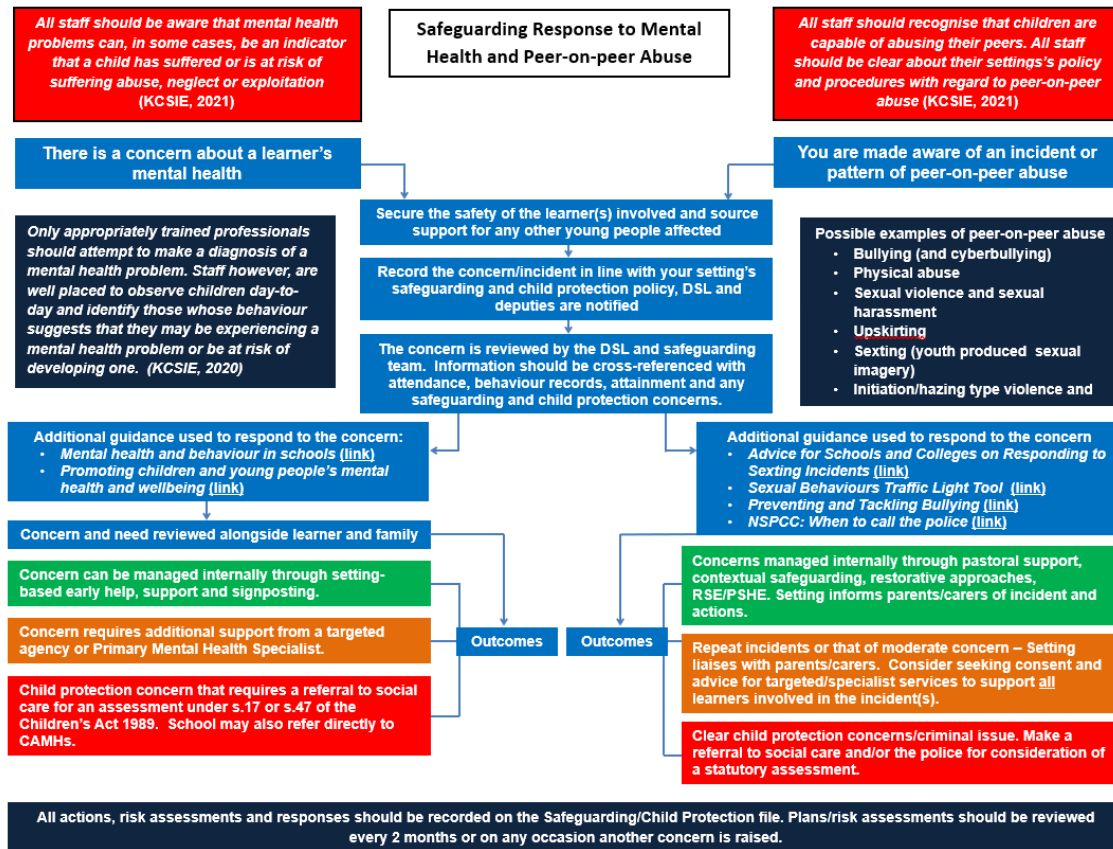 All staff should be aware that mental health
problems can, in some cases, be an indicator
that a child has suffered or is at risk of
suffering abuse, neglect or exploitation
(KCSIE, 2021)
Safeguarding Response to Mental
Health and Peer-on-peer Abuse
All staff should recognise that children are
capable of abusing their peers. All staff
should be clear about their settings's policy
and procedures with regard to peer-on-peer
abuse (KCSIE, 2021)
There is a concern about a learner's
mental health
You are made aware of an incident or
pattern of peer-on-peer abuse
Secure the safety of the learner(s) involved and source
support for any other young people affected
Only appropriately trained professionals
should attempt to make a diagnosis of a
mental health problem. Staff however, are
well placed to observe children day-to-
day and identify those whose behaviour
suggests that they may be experiencing a
mental health problem or be at risk of
developing one. (KCSIE, 2020)
Record the concern/incident in line with your setting's
safeguarding and child protection policy, DSL and
deputies are notified
The concern is reviewed by the DSL and safeguarding
team. Information should be cross-referenced with
attendance, behaviour records, attainment and any
safeguarding and child protection concerns.
Possible examples of peer-on-peer abuse
• Bullying (and cyberbullying)
• Physical abuse
• Sexual violence and sexual
harassment
• Upskirting
• Sexting (youth produced sexual
imagery)
• Initiation/hazing type violence and
Additional guidance used to respond to the concern:
• Mental health and behaviour in schools (link)
• Promoting children and young people's mental
health and wellbeing (link)
Additional guidance used to respond to the concern
• Advice for Schools and Colleges on Responding to
Sexting Incidents (link)
• Sexual Behaviours Traffic Light Tool (link)
• Preventing and Tackling Bullying (link)
• NSPCC: When to call the police (link)
Concern and need reviewed alongside learner and family
Concern can be managed internally through setting-
based early help, support and signposting.
Concern requires additional support from a targeted
agency or Primary Mental Health Specialist.
Child protection concern that requires a referral to social
care for an assessment under s.17 or s.47 of the
Children's Act 1989. School may also refer directly to
CAMHs.
Outcomes
Outcomes
Concerns managed internally through pastoral support,
contextual safeguarding, restorative approaches,
RSE/PSHE. Setting informs parents/carers of incident and
actions.
Repeat incidents or that of moderate concern – Setting
liaises with parents/carers. Consider seeking consent and
advice for targeted/specialist services to support all
learners involved in the incident(s).
Clear child protection concerns/criminal issue. Make a
referral to social care and/or the police for consideration of
a statutory assessment.
All actions, risk assessments and responses should be recorded on the Safeguarding/Child Protection file. Plans/risk assessments should be reviewed
every 2 months or on any occasion another concern is raised.